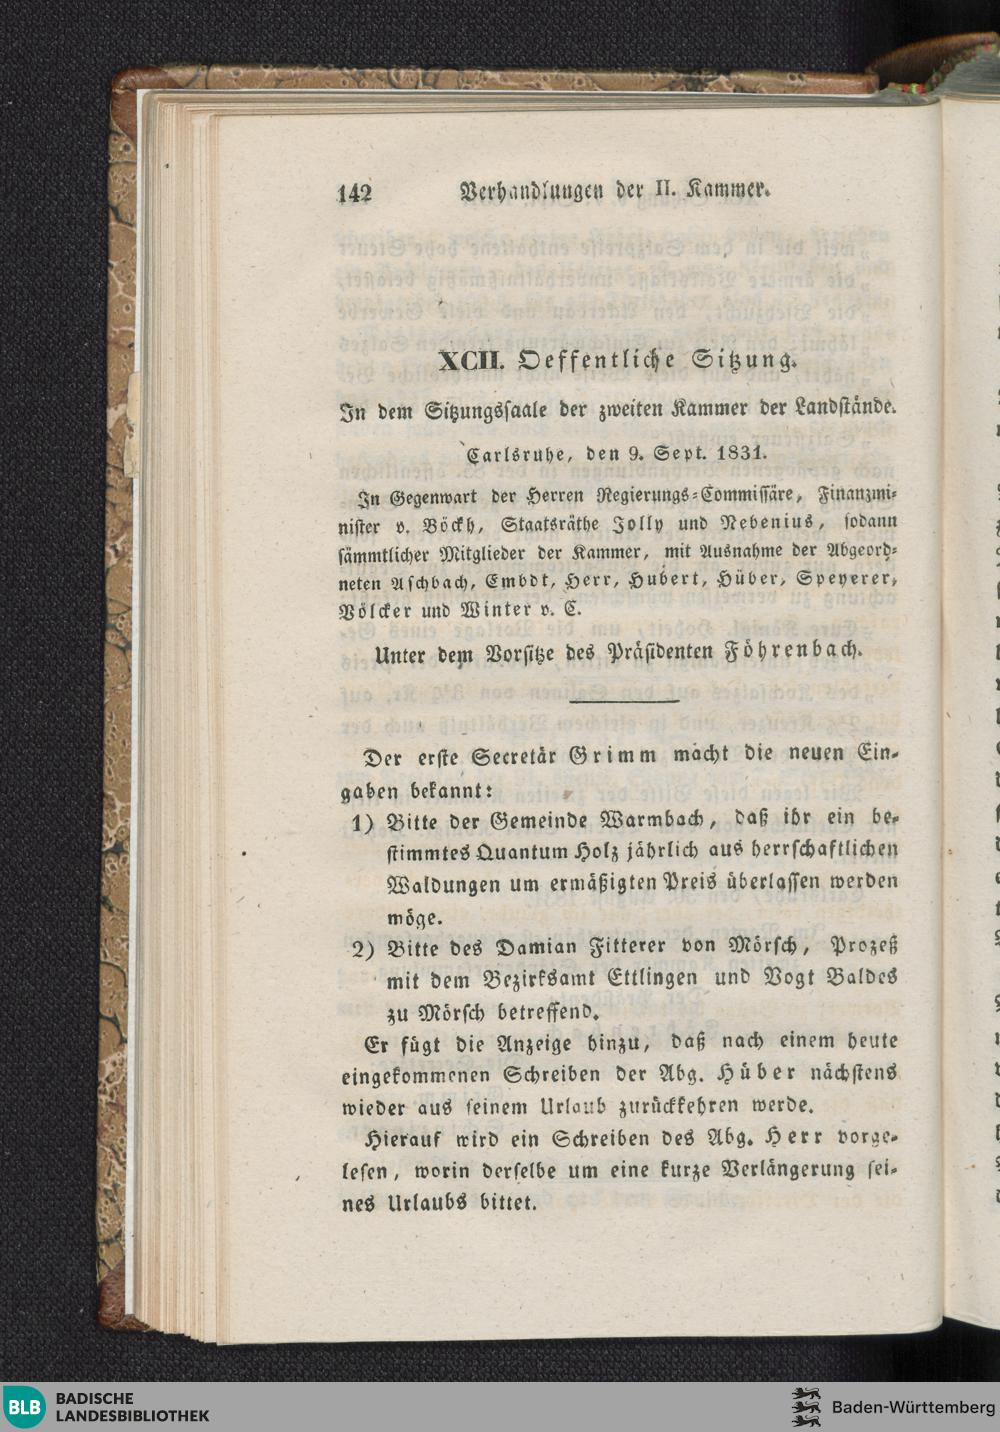 142 Verhandlungen der II. Kammer.
XCII. Oeffentliche Sitzung.
In dem Sitzungssaale der zweiten Kammer der Landstände.
Carlsruhe, den 9. Sept. 1831.
In Gegenwart der Herren Regierungs-Commissäre, Finanzmi-
nister v. Böckh, Staatsräthe Jolly und Nebenius, sodann
sämmtlicher Mitglieder der Kammer, mit Ausnahme der Abgeord-
neten Aschbach, Embdt, Herr, Hubert, Hüber, Speyerer,
Völcker und Winter v. C.
Unter dem Vorsitze des Präsidenten Föhrenbach.
Der erste Secretär Grimm macht die neuen Ein-
gaben bekannt:
1) Bitte der Gemeinde Warmbach, daß ihr ein be-
stimmtes Quantum Holz jährlich aus herrschaftlichen
Waldungen um ermäßigten Preis überlassen werden
möge.
2) Bitte des Damian Fitterer von Mörsch, Prozeß
mit dem Bezirksamt Ettlingen und Vogt Baldes
zu Mörsch betreffend.
Er fügt die Anzeige hinzu, daß nach einem heute
eingekommenen Schreiben der Abg. Hüber nächstens
wieder aus seinem Urlaub zurückkehren werde.
Hierauf wird ein Schreiben des Abg. Herr vorge-
lesen, worin derselbe um eine kurze Verlängerung sei-
nes Urlaubs bittet.
BLB BADISCHE
LANDESBIBLIOTHEK
Baden-Württemberg